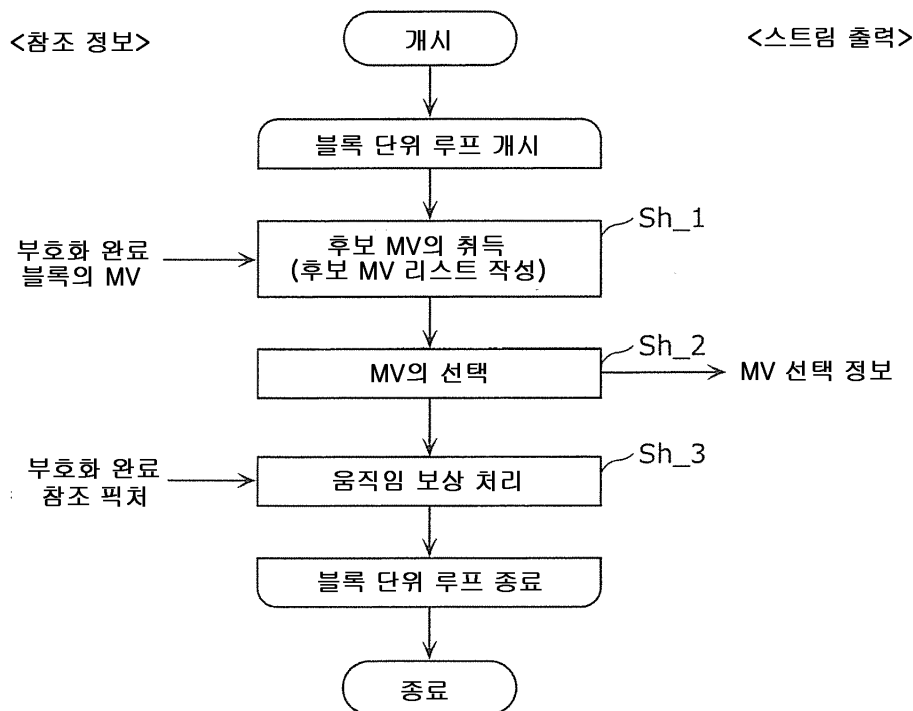 <참조 정보>
개시
<스트림 출력>
블록 단위 루프 개시
Sh_1
부호화 완료
블록의 MV
후보 MV의 취득
(후보 MV 리스트 작성)
Sh_2
MV의 선택
MV 선택 정보
Sh_3
부호화 완료
참조 픽처
움직임 보상 처리
블록 단위 루프 종료
종료